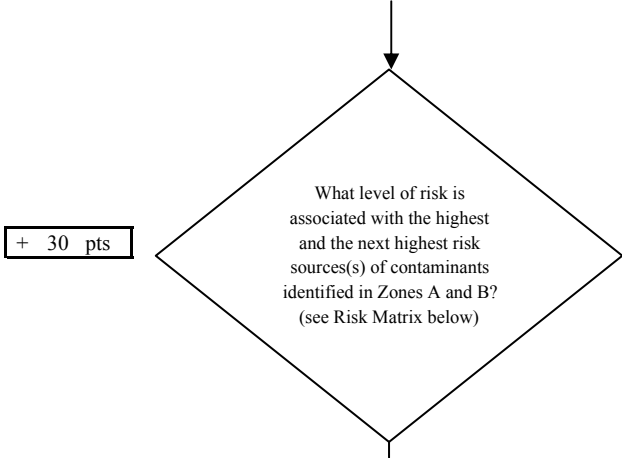 What level of risk is
associated with the highest
and the next highest risk
+ 30 pts
sources(s) of contaminants
identified in Zones A and B?
(see Risk Matrix below)